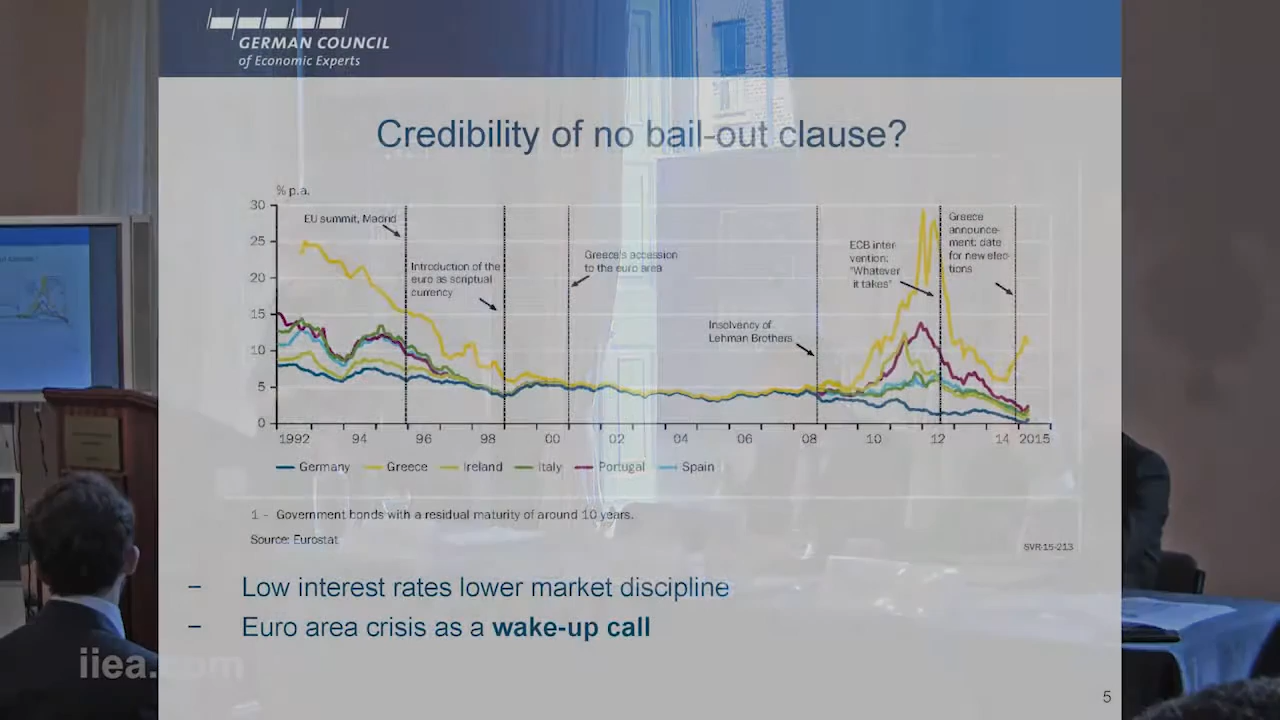 GERMAN COUNCIL
of Economic Experts
Credibility of no bail-out clause?
% p.a.
30
25
20
15
10
5
0
EU summit, Madrid
Introduction of the
euro as scriptual
currency
Greece's accession
to the euro area
Insolvency of
Lehman Brothers
ECB inter-
vention:
"Whatever
it takes"
Greece
announce-
ment: date
for new elec-
tions
1992 94 96 98 00 02 04 06 08 10 12 14 2015
Germany Greece Ireland Italy Portugal Spain
1 – Government bonds with a residual maturity of around 10 years.
Source: Eurostat
SVR-15-213
– Low interest rates lower market discipline
– Euro area crisis as a wake-up call
iiea.com
5